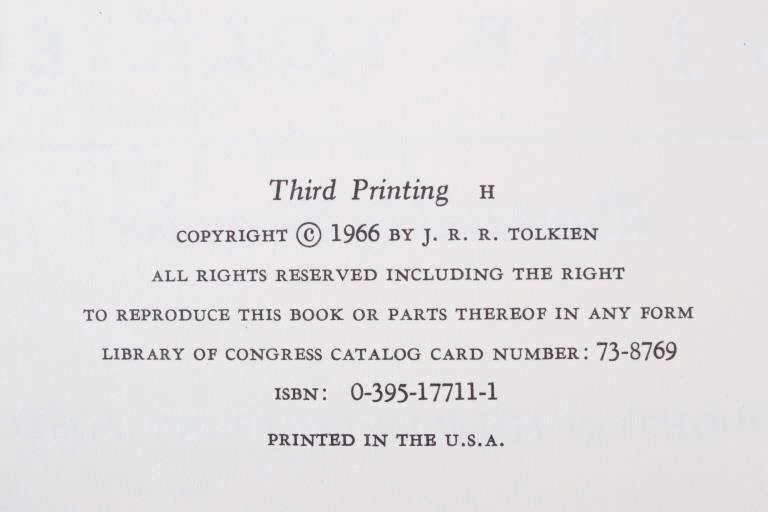 Third Printing H
COPYRIGHT © 1966 BY J. R. R. TOLKIEN
ALL RIGHTS RESERVED INCLUDING THE RIGHT
TO REPRODUCE THIS BOOK OR PARTS THEREOF IN ANY FORM
LIBRARY OF CONGRESS CATALOG CARD NUMBER: 73-8769
ISBN: 0-395-17711-1
PRINTED IN THE U.S.A.